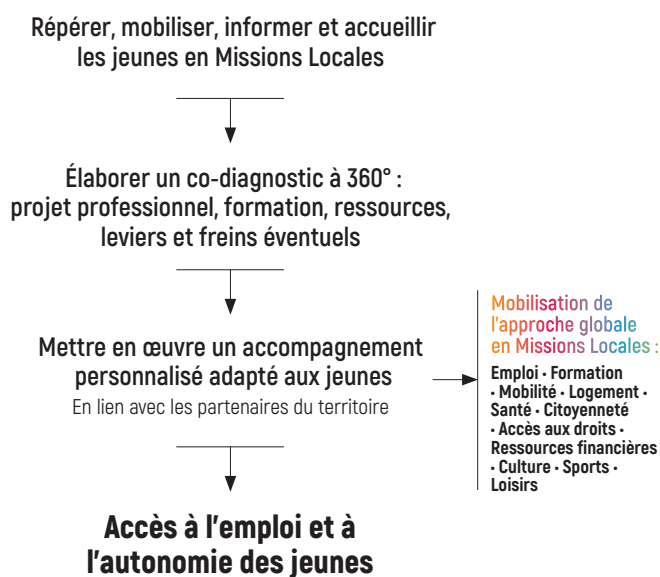 Répérer, mobiliser, informer et accueillir
les jeunes en Missions Locales
Élaborer un co-diagnostic à 360° :
projet professionnel, formation, ressources,
leviers et freins éventuels
Mettre en œuvre un accompagnement
personnalisé adapté aux jeunes
En lien avec les partenaires du territoire
Mobilisation de
l'approche globale
en Missions Locales :
Emploi • Formation
• Mobilité • Logement •
Santé • Citoyenneté
• Accès aux droits •
Ressources financières
• Culture • Sports •
Loisirs
Accès à l'emploi et à
l'autonomie des jeunes